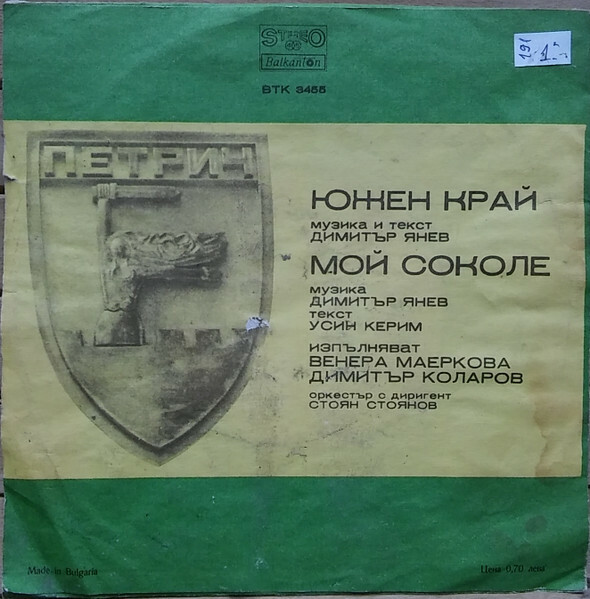 STEREO
Balkanton
ВТК 3455
191
1.-
ПЕТРИЧ
ЮЖЕН КРАЙ
музика и текст
ДИМИТЪР ЯНЕВ
МОЙ СОКОЛЕ
музика
ДИМИТЪР ЯНЕВ
текст
УСИН КЕРИМ
ИЗПЪЛНЯВАТ
ВЕНЕРА МАЕРКОВА
ДИМИТЪР КОЛАРОВ
оркестър с диригент
СТОЯН СТОЯНОВ
Made in Bulgaria
Цена 0,70 лева